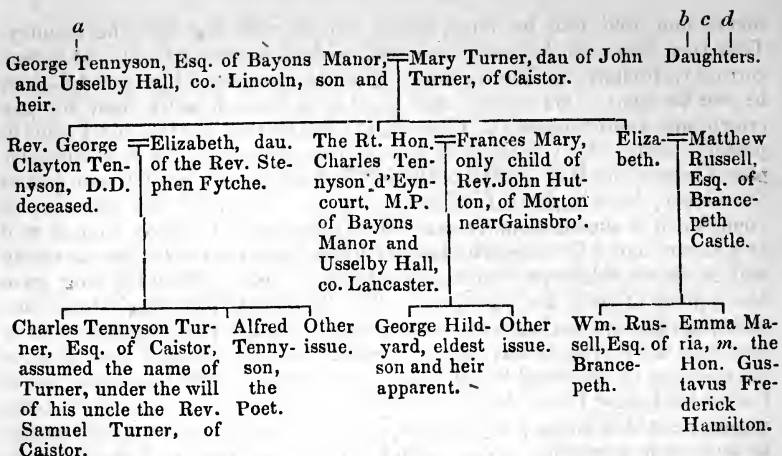 a
b c d
George Tennyson, Esq. of Bayons Manor,
and Usselby Hall, co. Lincoln, son and
heir.
Mary Turner, dau of John
Turner, of Caistor.
Daughters.
Rev. George
Clayton Ten-
nyson, D.D.
deceased.
Elizabeth, dau.
of the Rev. Ste-
phen Fytche.
The Rt. Hon.
Charles Ten-
nyson d'Eyn-
court, M.P.
of Bayons
Manor and
Usselby Hall,
co. Lancaster.
Frances Mary,
only child of
Rev. John Hut-
ton, of Morton
near Gainsbro'.
Eliza-
beth.
Matthew
Russell,
Esq. of
Brance-
peth
Castle.
Charles Tennyson Tur-
ner, Esq. of Caistor,
assumed the name of
Turner, under the will
of his uncle the Rev.
Samuel Turner, of
Caistor.
Alfred
Tenny-
son,
the
Poet.
Other
issue.
George Hild-
yard, eldest
son and heir
apparent.
Other
issue.
Wm. Rus-
sell, Esq. of
Brance-
peth.
Emma Ma-
ria, m. the
Hon. Gus-
tavus Fre-
derick
Hamilton.